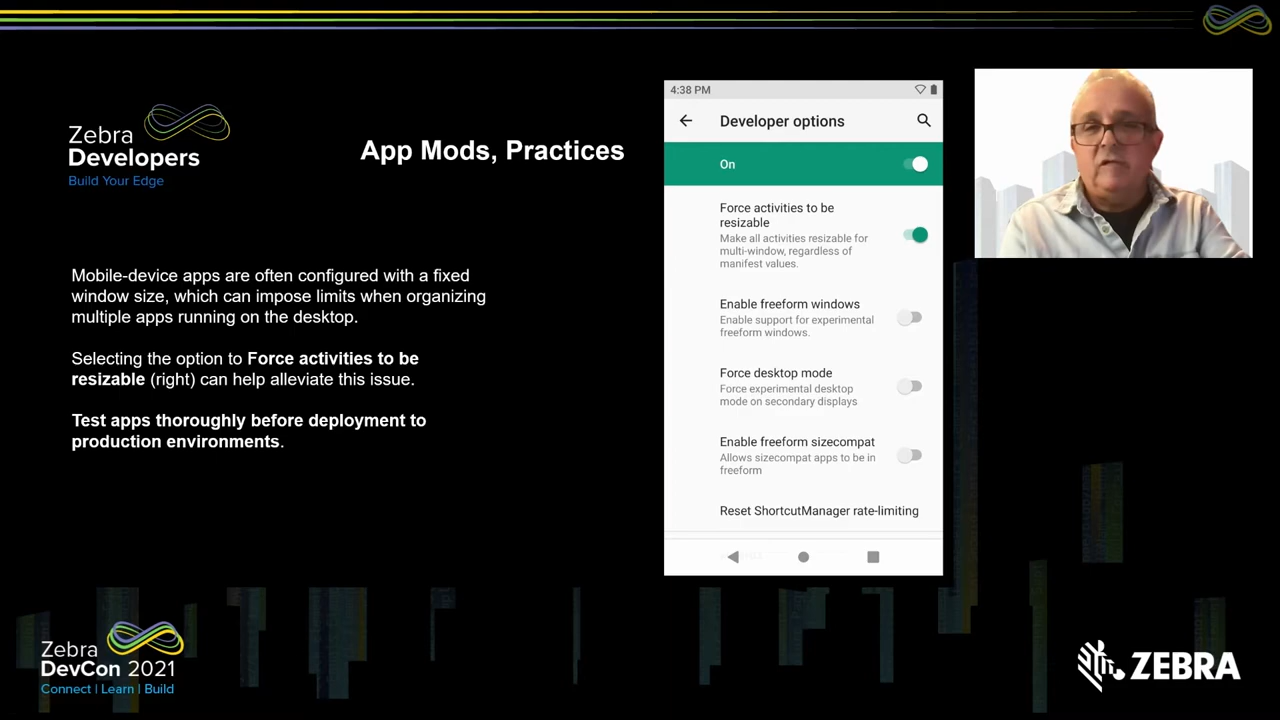 Zebra
Developers
Build Your Edge
App Mods, Practices
Mobile-device apps are often configured with a fixed
window size, which can impose limits when organizing
multiple apps running on the desktop.
Selecting the option to Force activities to be
resizable (right) can help alleviate this issue.
Test apps thoroughly before deployment to
production environments.
4:38 PM
Developer options
On
Force activities to be
resizable
Make all activities resizable for
multi-window, regardless of
manifest values.
Enable freeform windows
Enable support for experimental
freeform windows.
Force desktop mode
Force experimental desktop
mode on secondary displays
Enable freeform sizecompat
Allows sizecompat apps to be in
freeform
Reset ShortcutManager rate-limiting
Zebra
DevCon 2021
Connect | Learn | Build
ZEBRA